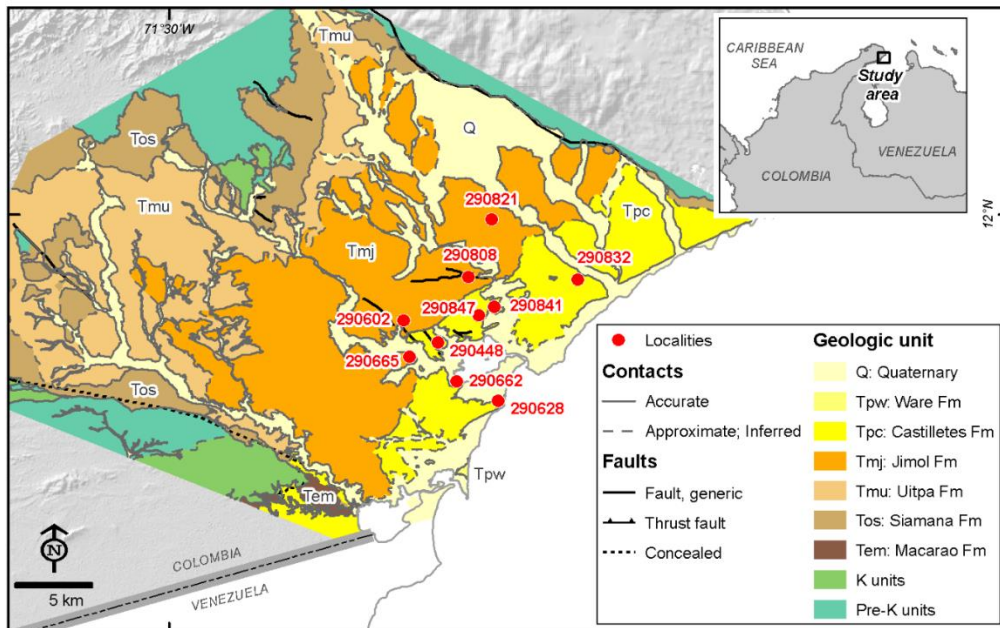 71°30'W
Tmu
CARIBBEAN
SEA
Study
area
VENEZUELA
COLOMBIA
12°N
Tos
Q
Tmu
290821
Tpc
Tmj
290808
290832
290847
290841
290602
290448
290665
290662
290628
Tos
Tpw
Tem
N
5 km
COLOMBIA
VENEZUELA
Localities
Contacts
Accurate
Approximate; Inferred
Faults
Fault, generic
Thrust fault
Concealed
Geologic unit
Q: Quaternary
Tpw: Ware Fm
Tpc: Castilletes Fm
Tmj: Jimol Fm
Tmu: Uitpa Fm
Tos: Siamana Fm
Tem: Macarao Fm
K units
Pre-K units